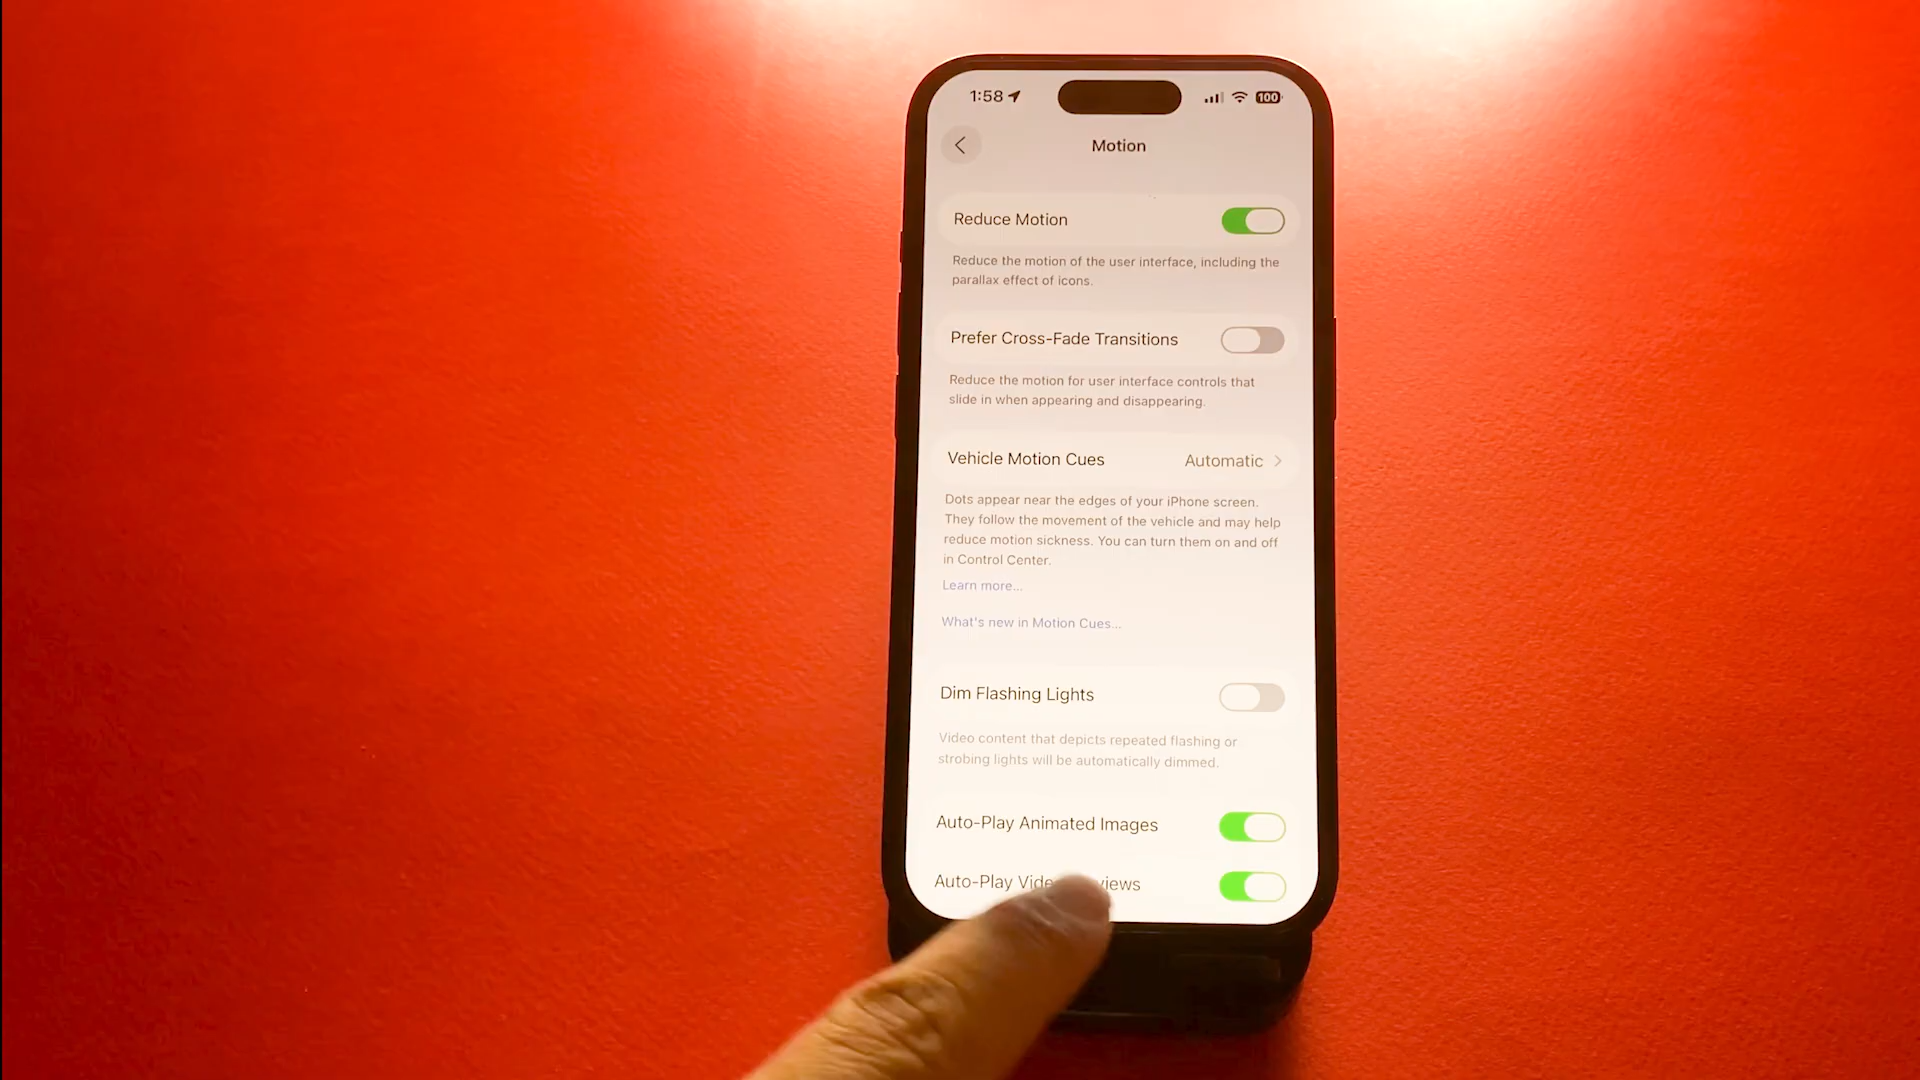 1:58
100
Motion
Reduce Motion
Reduce the motion of the user interface, including the
parallax effect of icons.
Prefer Cross-Fade Transitions
Reduce the motion for user interface controls that
slide in when appearing and disappearing.
Vehicle Motion Cues Automatic
Dots appear near the edges of your iPhone screen.
They follow the movement of the vehicle and may help
reduce motion sickness. You can turn them on and off
in Control Center.
Learn more...
What's new in Motion Cues...
Dim Flashing Lights
Video content that depicts repeated flashing or
strobing lights will be automatically dimmed.
Auto-Play Animated Images
Auto-Play